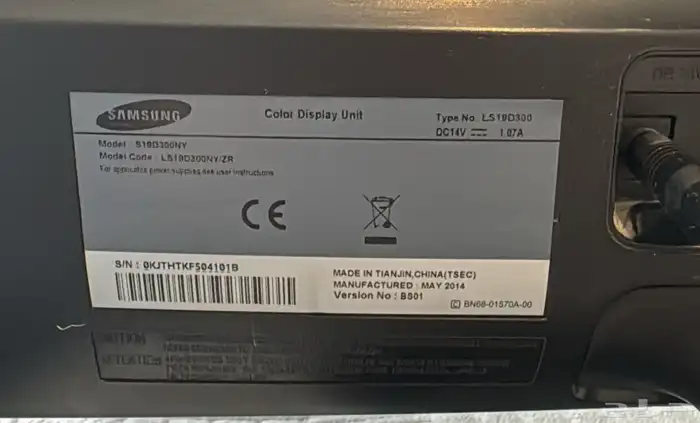 SAMSUNG
Color Display Unit
Type No. LS19D300
DC14V ⎓ 1.07A
Model : S19D300NY
Model Code : LS19D300NY/ZR
For applicable power supplies see user instructions
CE
S/N : 0KJTHTKF504101B
MADE IN TIANJIN,CHINA(TSEC)
MANUFACTURED : MAY 2014
Version No : BS01
BN68-01570A-00
CAUTION
ATTENTION